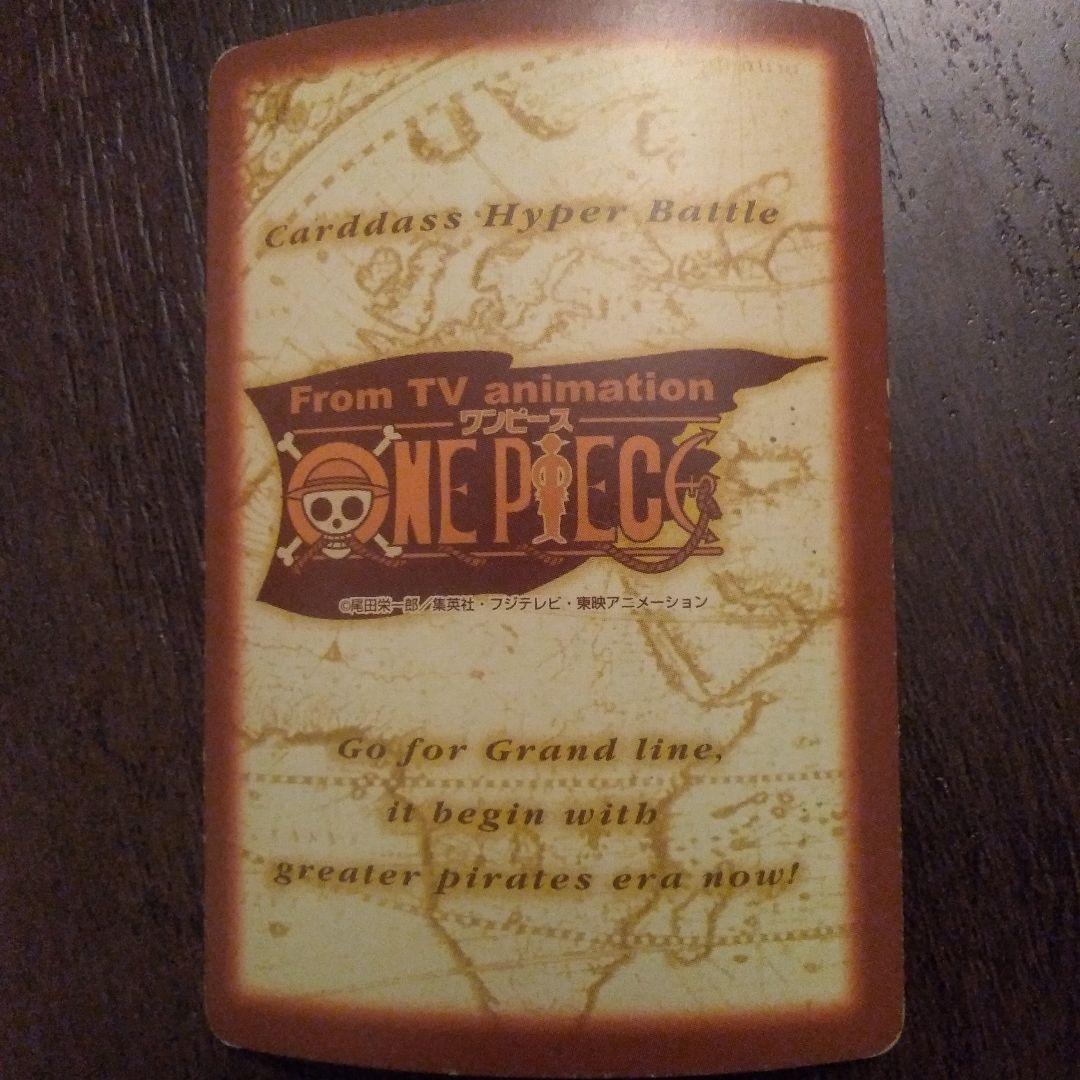 Carddass Hyper Battle
From TV animation
ワンピース
ONE PIECE
©尾田栄一郎／集英社・フジテレビ・東映アニメーション
Go for Grand line,
it begin with
greater pirates era now!